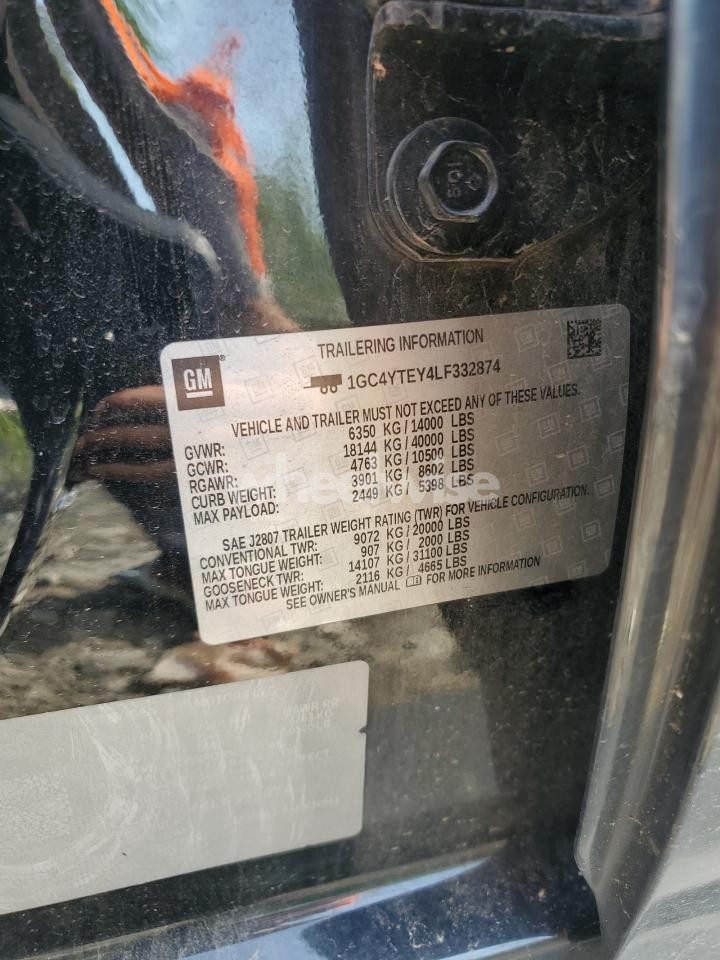 TRAILERING INFORMATION
GM
1GC4YTEY4LF332874
VEHICLE AND TRAILER MUST NOT EXCEED ANY OF THESE VALUES.
GVWR: 6350 KG / 14000 LBS
GCWR: 18144 KG / 40000 LBS
RGAWR: 4763 KG / 10500 LBS
CURB WEIGHT: 3901 KG / 8602 LBS
MAX PAYLOAD: 2449 KG / 5398 LBS
SAE J2807 TRAILER WEIGHT RATING (TWR) FOR VEHICLE CONFIGURATION.
CONVENTIONAL TWR: 9072 KG / 20000 LBS
MAX TONGUE WEIGHT: 907 KG / 2000 LBS
GOOSENECK TWR: 14107 KG / 31100 LBS
MAX TONGUE WEIGHT: 2116 KG / 4665 LBS
SEE OWNER'S MANUAL FOR MORE INFORMATION
MOTORS LLC
GAWR RR